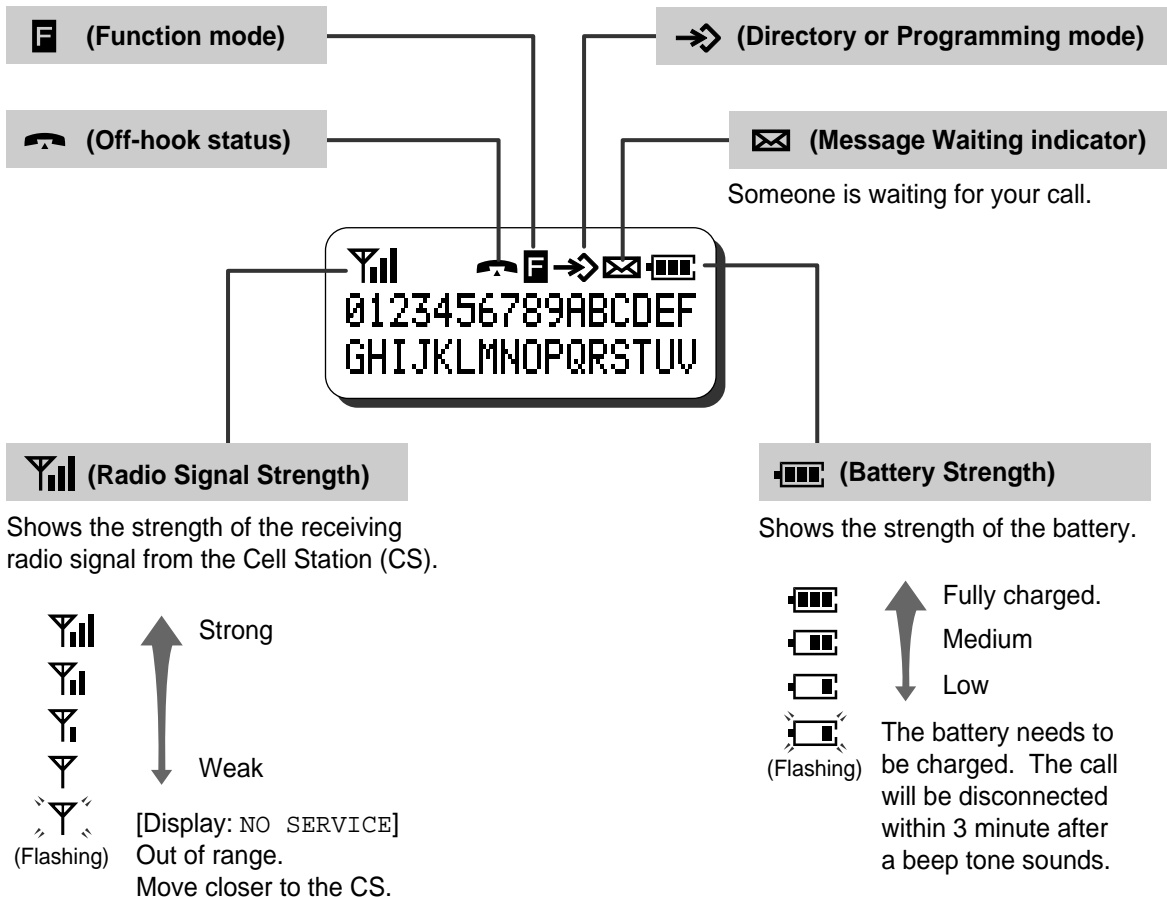 F (Function mode)
(Directory or Programming mode)
(Off-hook status)
(Message Waiting indicator)
Someone is waiting for your call.
F
0123456789ABCDEF
GHIJKLMNOPQRSTUV
(Radio Signal Strength)
Shows the strength of the receiving
radio signal from the Cell Station (CS).
Strong
Weak
(Flashing)
[Display: NO SERVICE]
Out of range.
Move closer to the CS.
(Battery Strength)
Shows the strength of the battery.
Fully charged.
Medium
Low
(Flashing)
The battery needs to
be charged. The call
will be disconnected
within 3 minute after
a beep tone sounds.